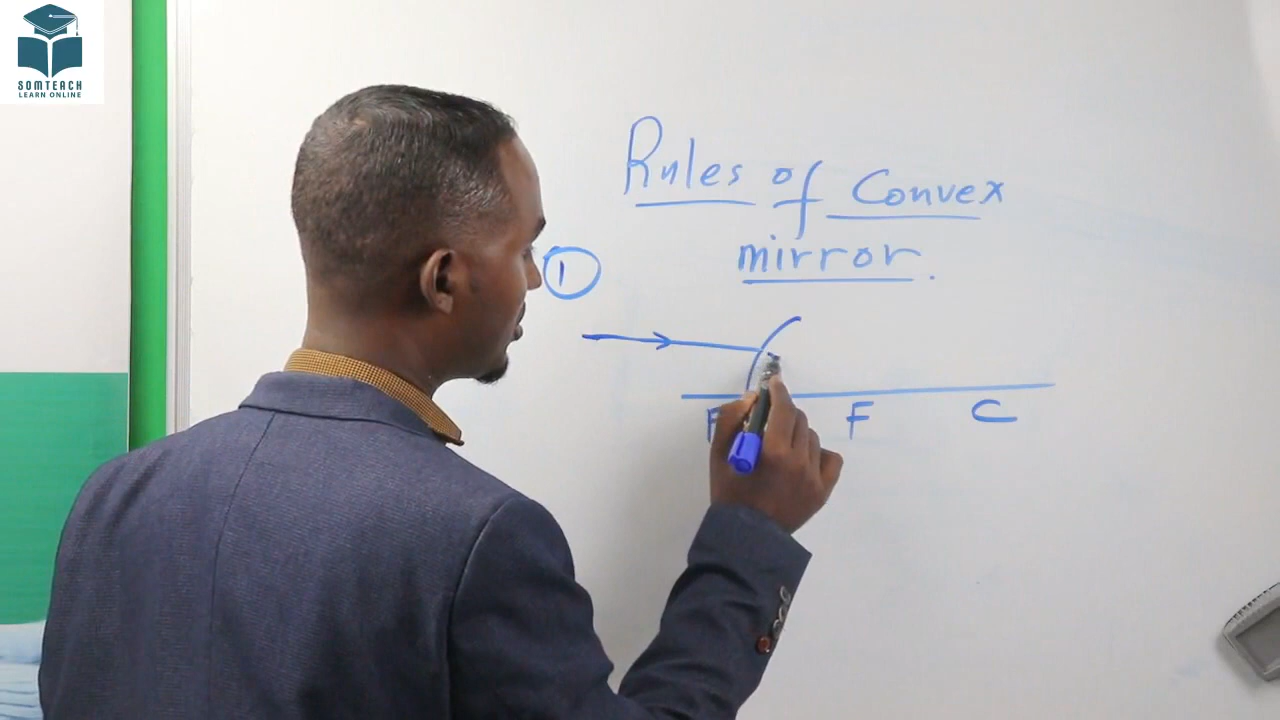 SOMTEACH
LEARN ONLINE
Rules of Convex
mirror.
1
F C